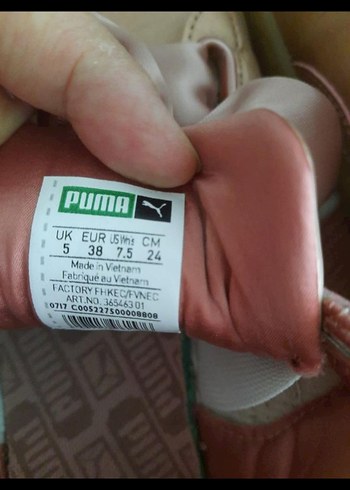 PUMA
UK EUR US Wns CM
5 38 7.5 24
Made in Vietnam
Fabriqué au Vietnam
FACTORY FHKEC/FVNEC
ART.NO. 365463 01
0717 C005227500008808